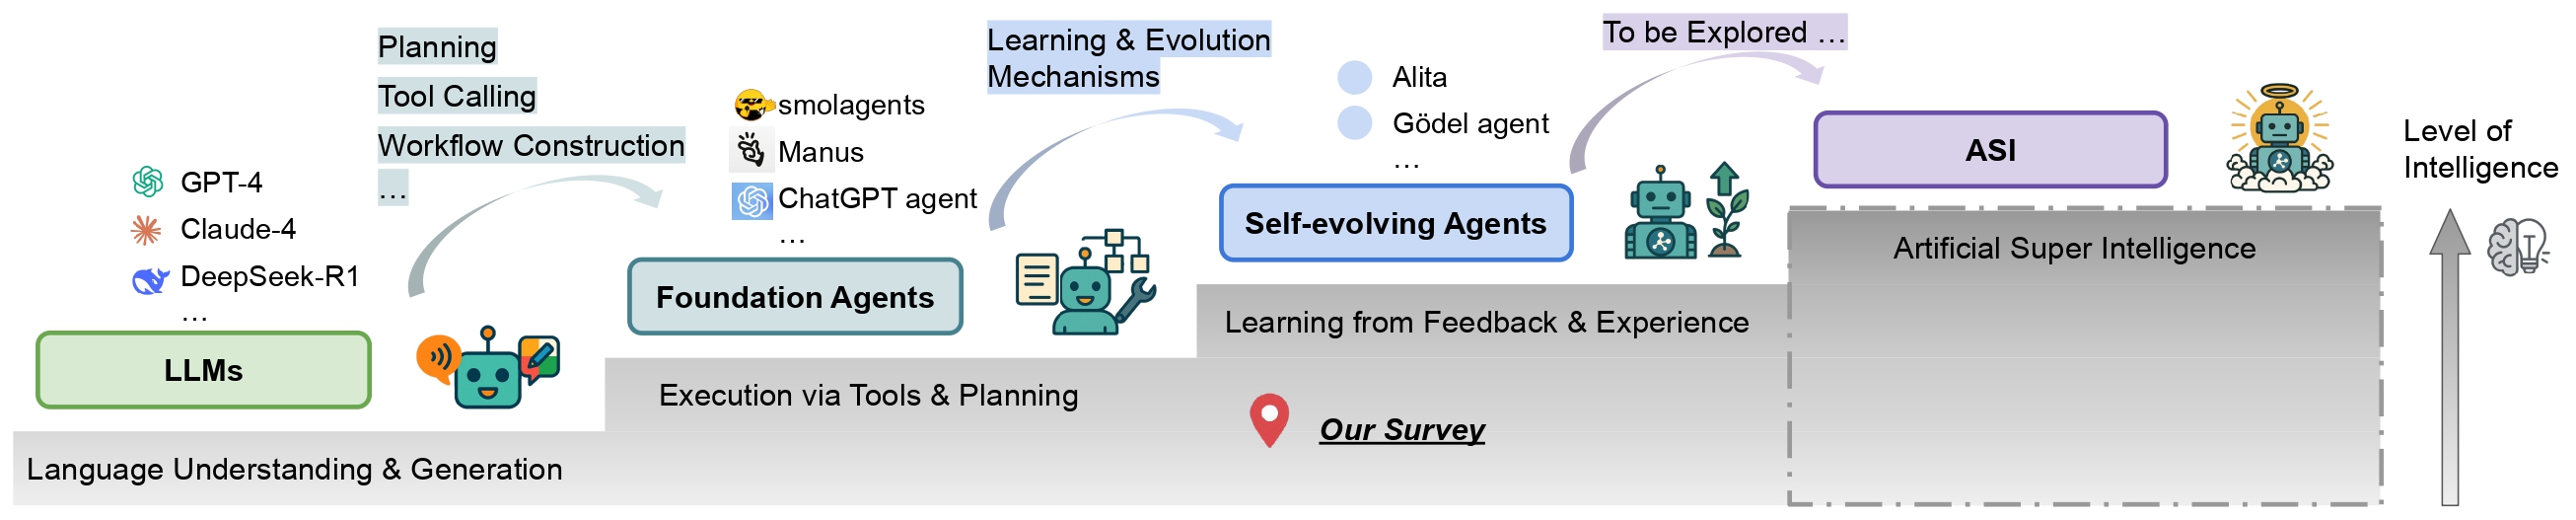 Planning
Tool Calling
Workflow Construction
…
GPT-4
Claude-4
DeepSeek-R1
…
LLMs
Language Understanding & Generation
smolagents
Manus
ChatGPT agent
…
Foundation Agents
Execution via Tools & Planning
Learning & Evolution
Mechanisms
Alita
Gödel agent
…
Self-evolving Agents
Learning from Feedback & Experience
Our Survey
To be Explored …
ASI
Artificial Super Intelligence
Level of
Intelligence